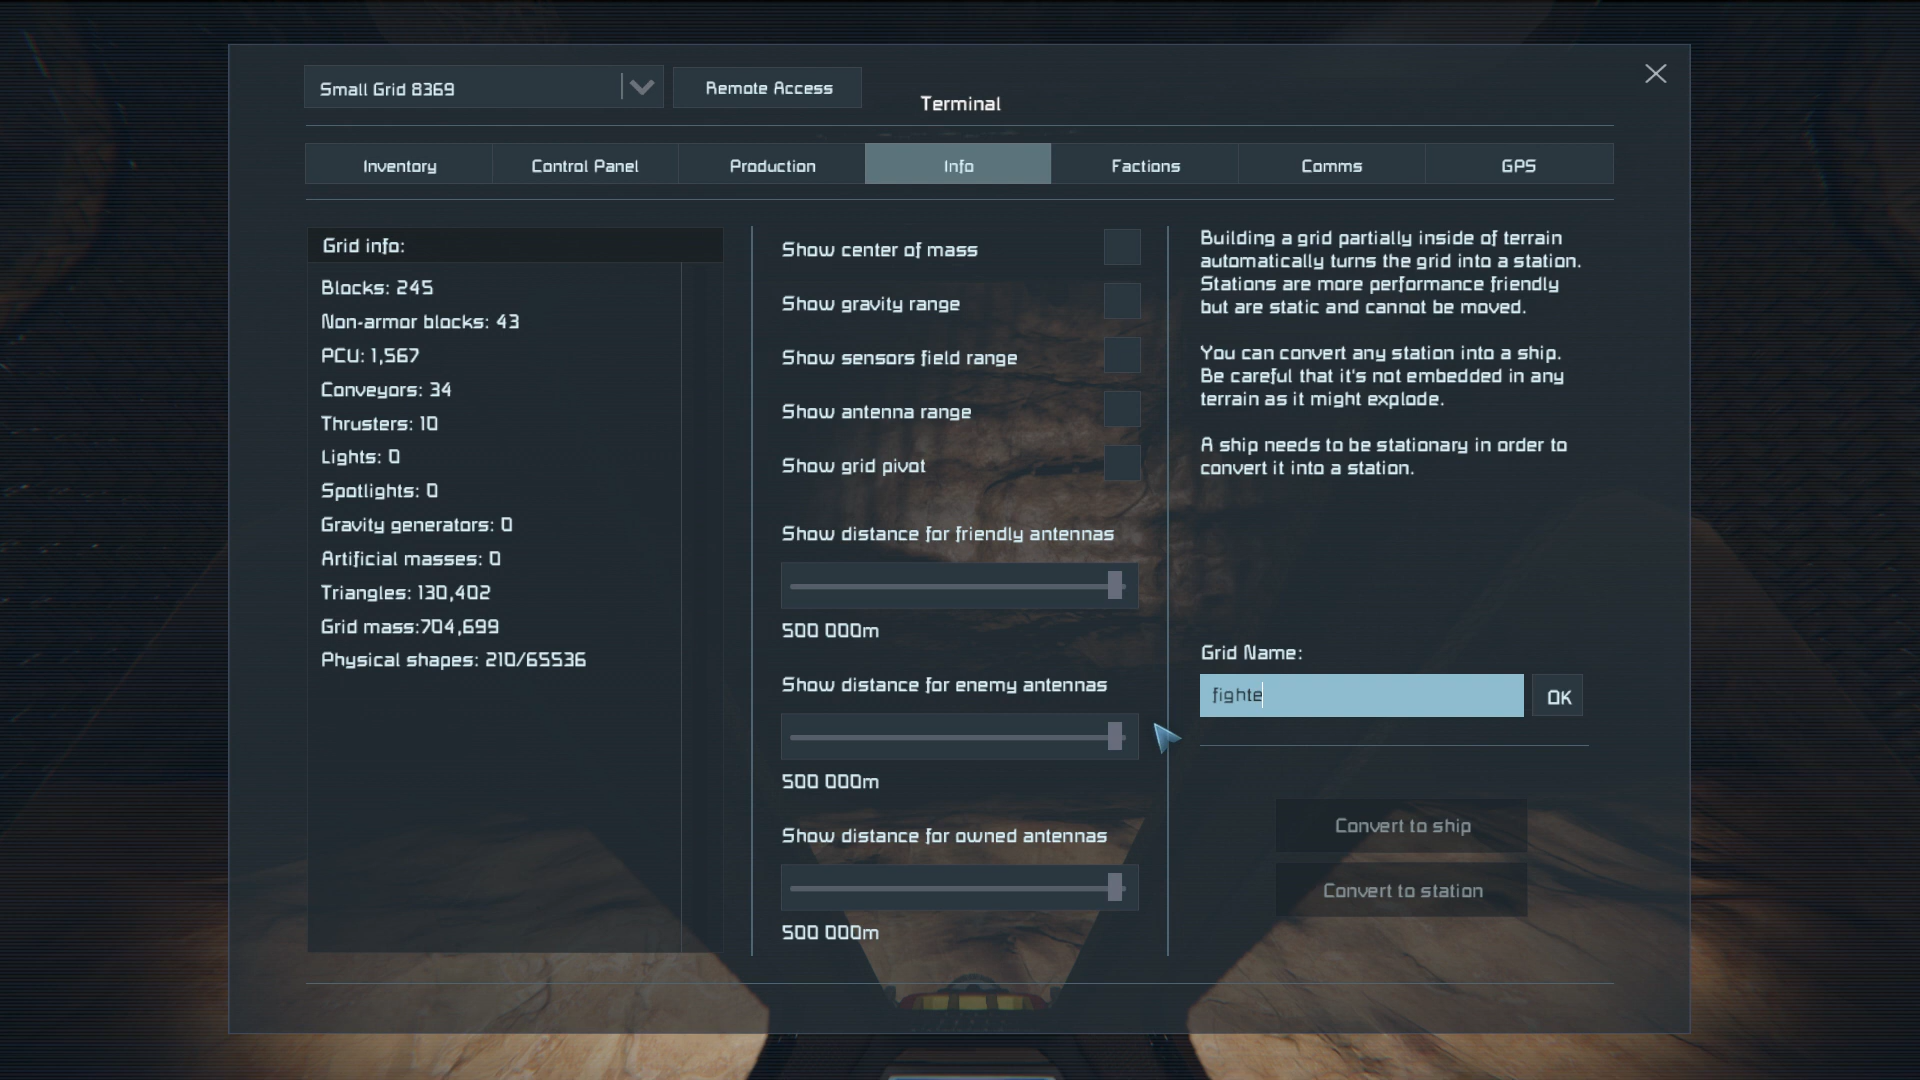 Small Grid 8369
Remote Access
Terminal
Inventory
Control Panel
Production
Info
Factions
Comms
GPS
Grid info:
Blocks: 245
Non-armor blocks: 43
PCU: 1,567
Conveyors: 34
Thrusters: 10
Lights: 0
Spotlights: 0
Gravity generators: 0
Artificial masses: 0
Triangles: 130,402
Grid mass:704,699
Physical shapes: 210/65536
Show center of mass
Show gravity range
Show sensors field range
Show antenna range
Show grid pivot
Show distance for friendly antennas
500 000m
Show distance for enemy antennas
500 000m
Show distance for owned antennas
500 000m
Building a grid partially inside of terrain
automatically turns the grid into a station.
Stations are more performance friendly
but are static and cannot be moved.
You can convert any station into a ship.
Be careful that it's not embedded in any
terrain as it might explode.
A ship needs to be stationary in order to
convert it into a station.
Grid Name:
fighte
OK
Convert to ship
Convert to station